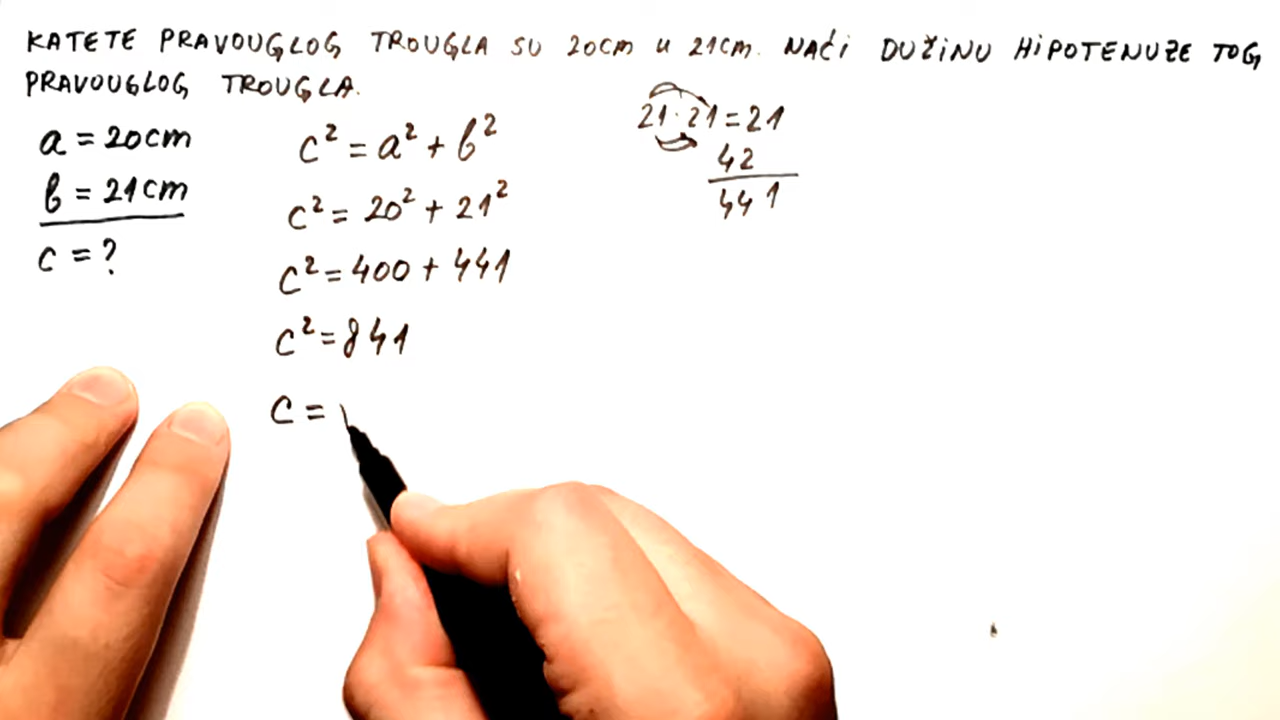 KATETE PRAVOUGLOG TROUGLA SU 20cm u 21cm. NAĆI DUŽINU HIPOTENUZE TOG
PRAVOUGLOG TROUGLA.
a = 20cm
b = 21cm
c = ?
c² = a² + b²
c² = 20² + 21²
c² = 400 + 441
c² = 841
c =
21·21=21
42
441